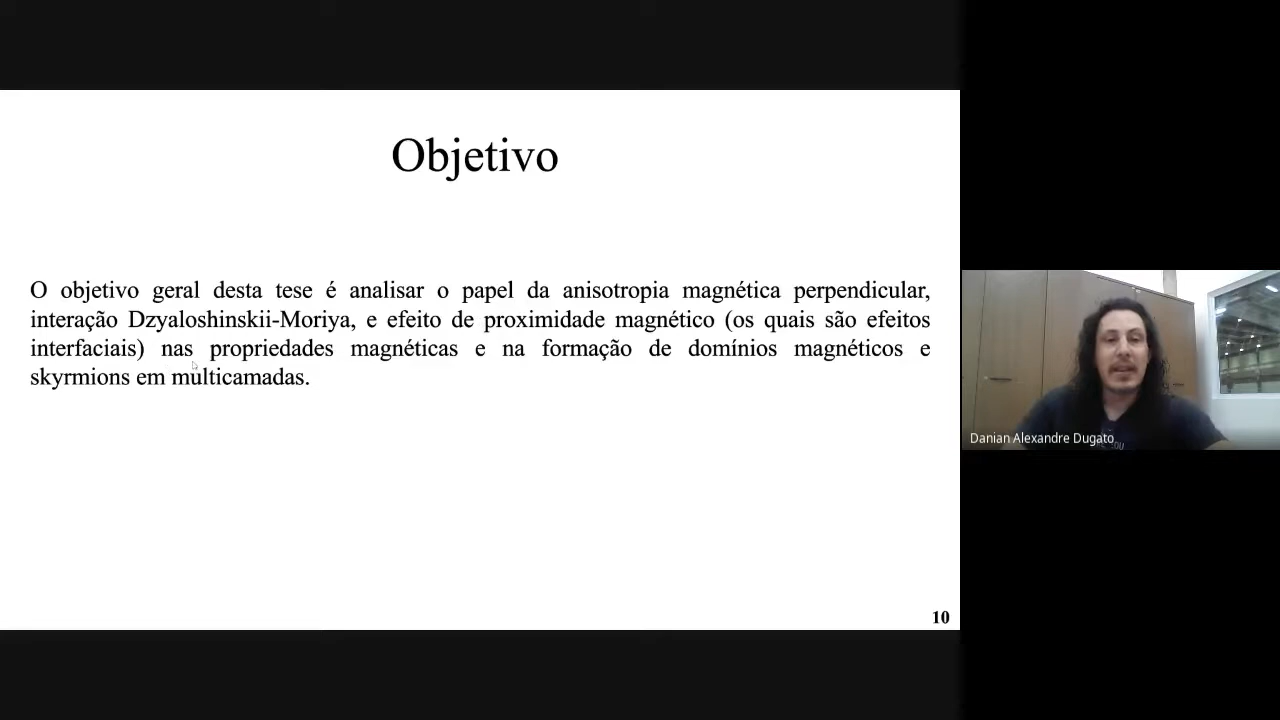 Objetivo
O objetivo geral desta tese é analisar o papel da anisotropia magnética perpendicular,
interação Dzyaloshinskii-Moriya, e efeito de proximidade magnético (os quais são efeitos
interfaciais) nas propriedades magnéticas e na formação de domínios magnéticos e
skyrmions em multicamadas.
Danian Alexandre Dugato
10